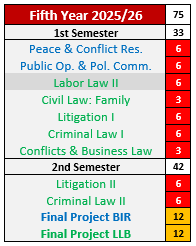 Fifth Year 2025/26 75
1st Semester 33
Peace & Conflict Res. 6
Public Op. & Pol. Comm. 6
Labor Law II 6
Civil Law: Family 3
Litigation I 6
Criminal Law I 6
Conflicts & Business Law 3
2nd Semester 42
Litigation II 6
Criminal Law II 6
Final Project BIR 12
Final Project LLB 12